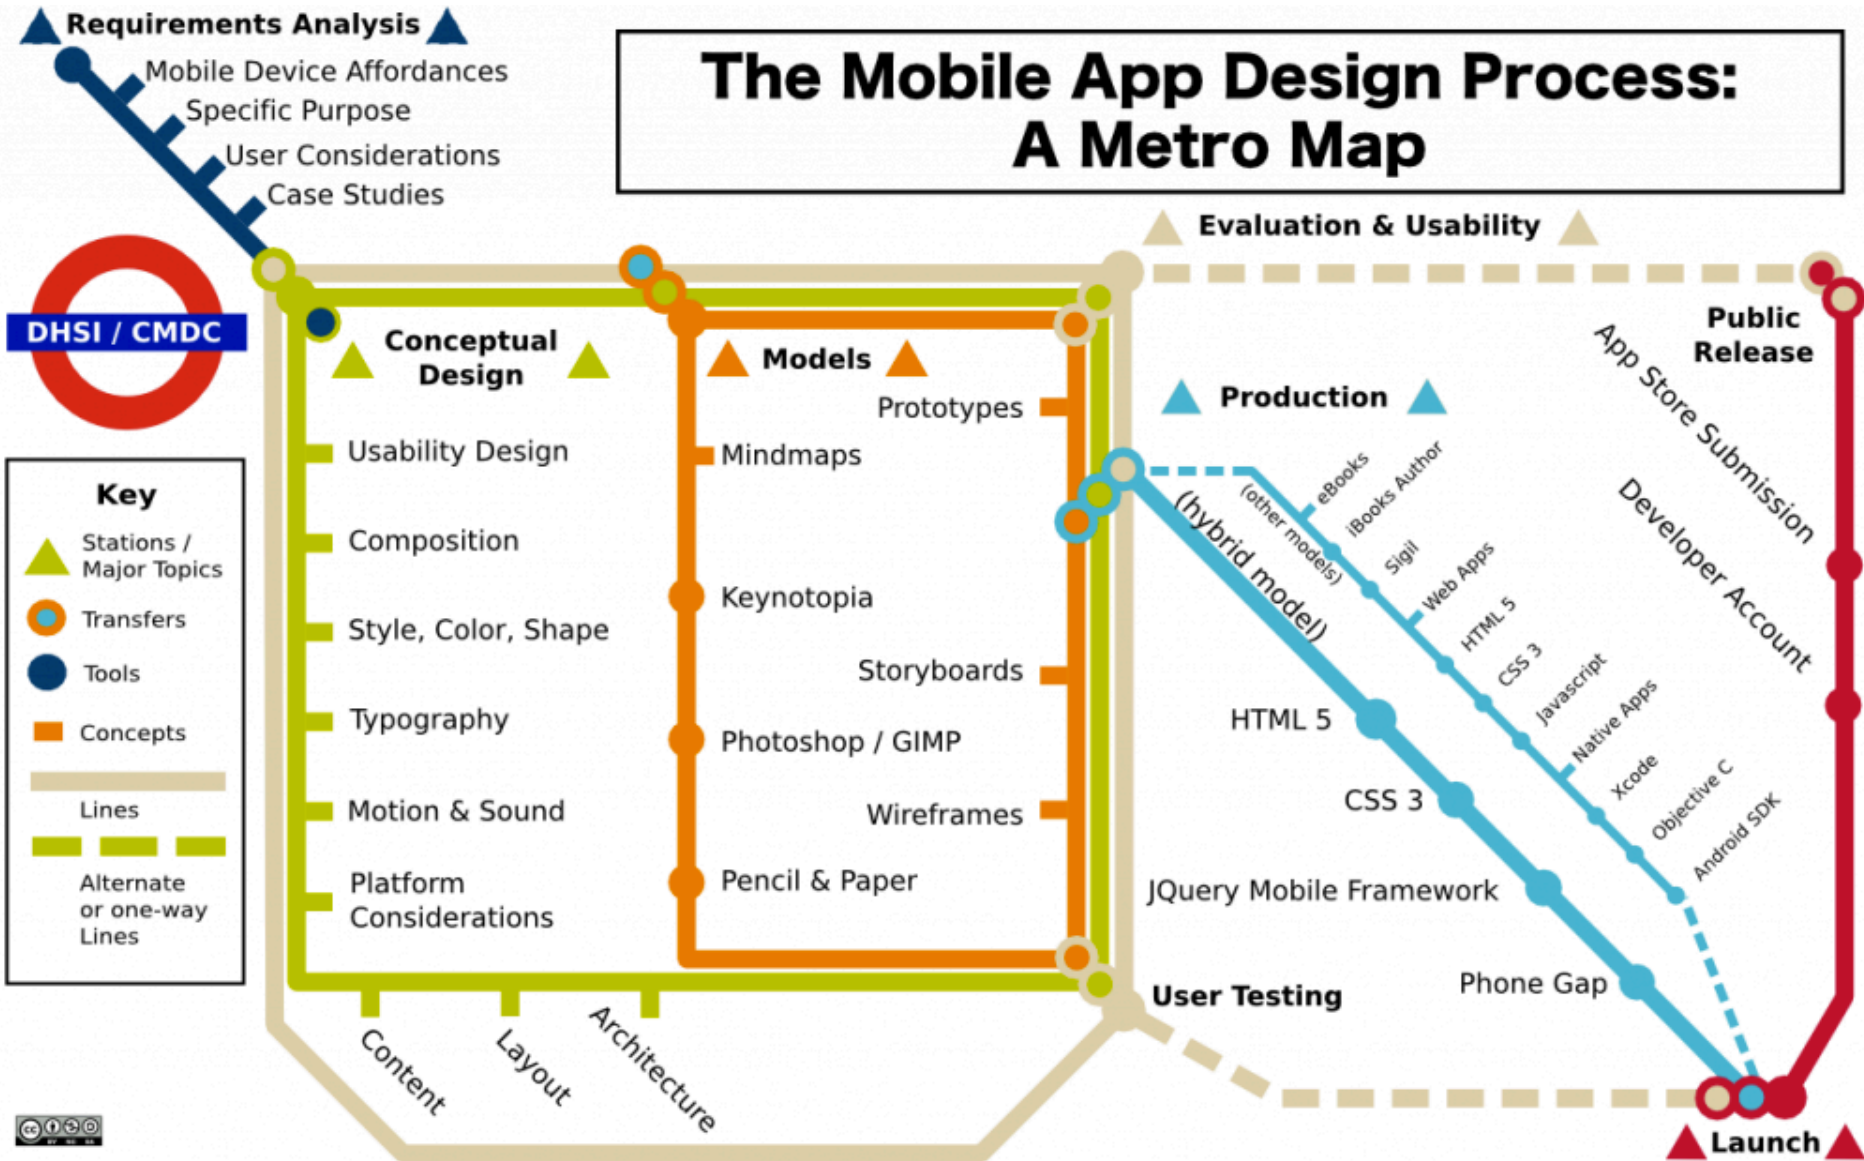 Requirements Analysis
Mobile Device Affordances
Specific Purpose
User Considerations
Case Studies
The Mobile App Design Process:
A Metro Map
DHSI / CMDC
Key
Stations /
Major Topics
Transfers
Tools
Concepts
Lines
Alternate
or one-way
Lines
Conceptual
Design
Usability Design
Composition
Style, Color, Shape
Typography
Motion & Sound
Platform
Considerations
Content
Layout
Architecture
Models
Prototypes
Mindmaps
Keynotopia
Storyboards
Photoshop / GIMP
Wireframes
Pencil & Paper
Evaluation & Usability
User Testing
Production
(hybrid model)
HTML 5
CSS 3
JQuery Mobile Framework
Phone Gap
(other models)
eBooks
iBooks Author
Sigil
Web Apps
HTML 5
CSS 3
Javascript
Native Apps
Xcode
Objective C
Android SDK
Public
Release
App Store Submission
Developer Account
Launch
cc
BY NC SA